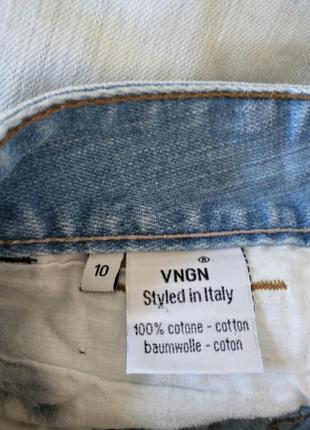 10
VNGN®
Styled in Italy
100% cotone - cotton
baumwolle - coton